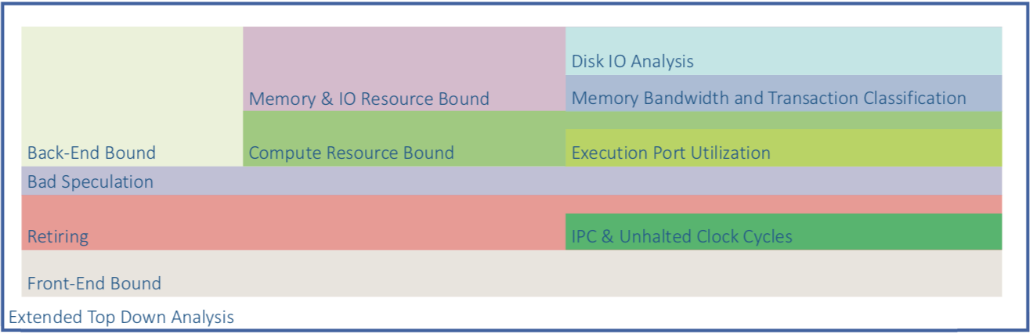 Disk IO Analysis
Memory & IO Resource Bound
Memory Bandwidth and Transaction Classification
Back-End Bound
Compute Resource Bound
Execution Port Utilization
Bad Speculation
Retiring
IPC & Unhalted Clock Cycles
Front-End Bound
Extended Top Down Analysis